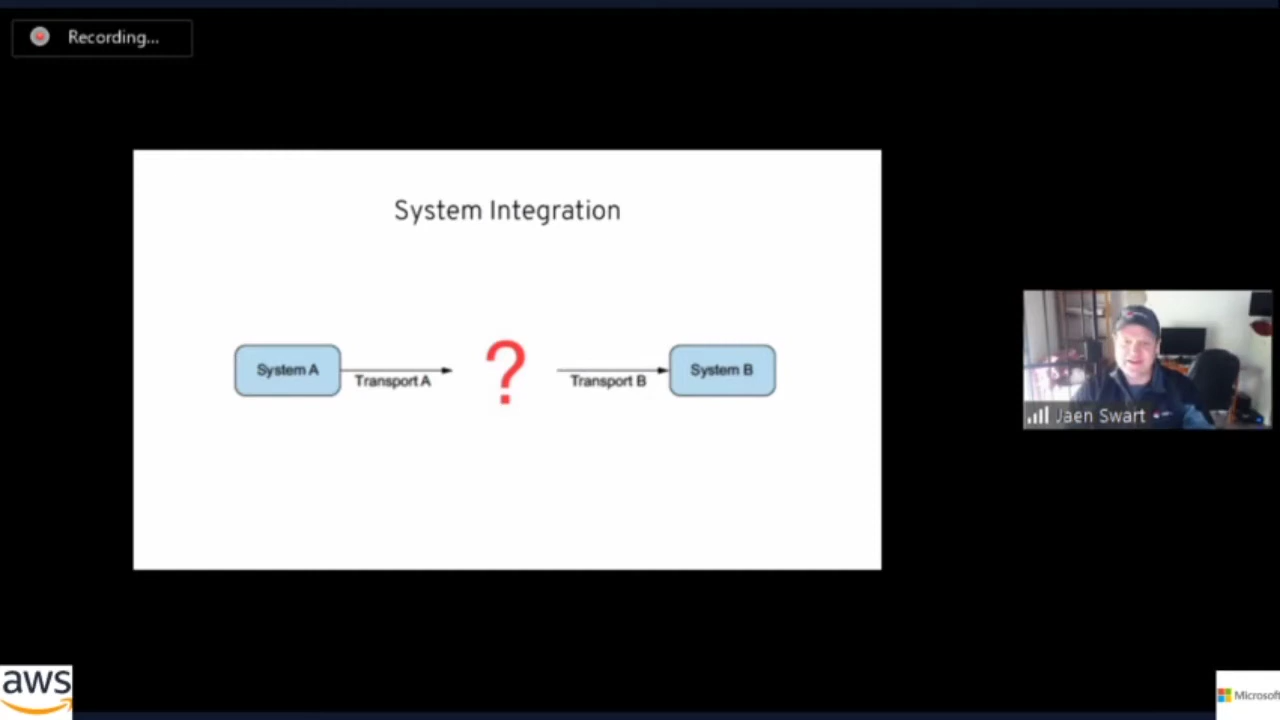 Recording...
System Integration
System A
Transport A
?
Transport B
System B
Jaen Swart
aws
Microsoft